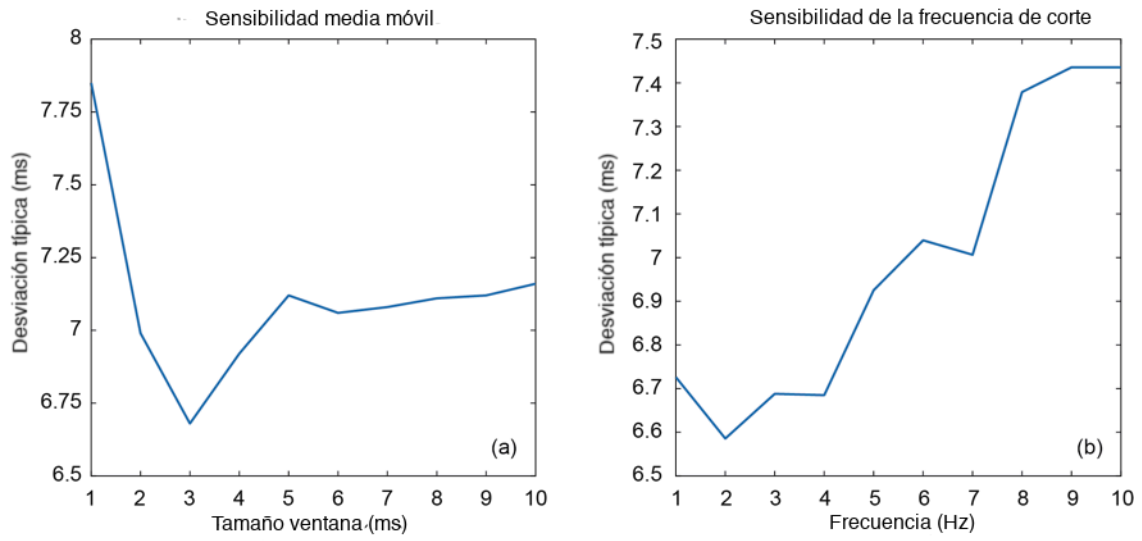 Sensibilidad media móvil
8
7.75
7.5
7.25
7
6.75
6.5
Desviación típica (ms)
1 2 3 4 5 6 7 8 9 10
Tamaño ventana (ms)
(a)
Sensibilidad de la frecuencia de corte
7.5
7.4
7.3
7.2
7.1
7
6.9
6.8
6.7
6.6
6.5
Desviación típica (ms)
1 2 3 4 5 6 7 8 9 10
Frecuencia (Hz)
(b)